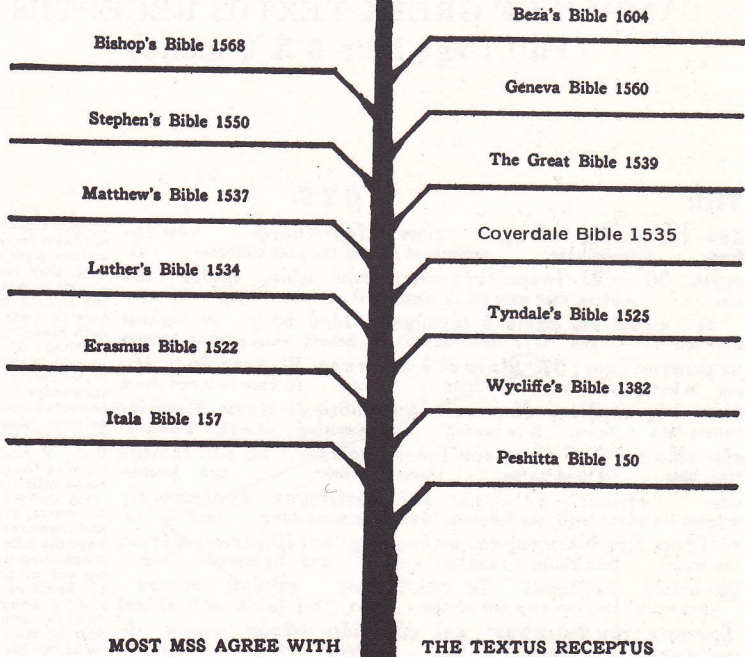 Beza's Bible 1604
Bishop's Bible 1568
Geneva Bible 1560
Stephen's Bible 1550
The Great Bible 1539
Matthew's Bible 1537
Coverdale Bible 1535
Luther's Bible 1534
Tyndale's Bible 1525
Erasmus Bible 1522
Wycliffe's Bible 1382
Itala Bible 157
Peshitta Bible 150
MOST MSS AGREE WITH THE TEXTUS RECEPTUS